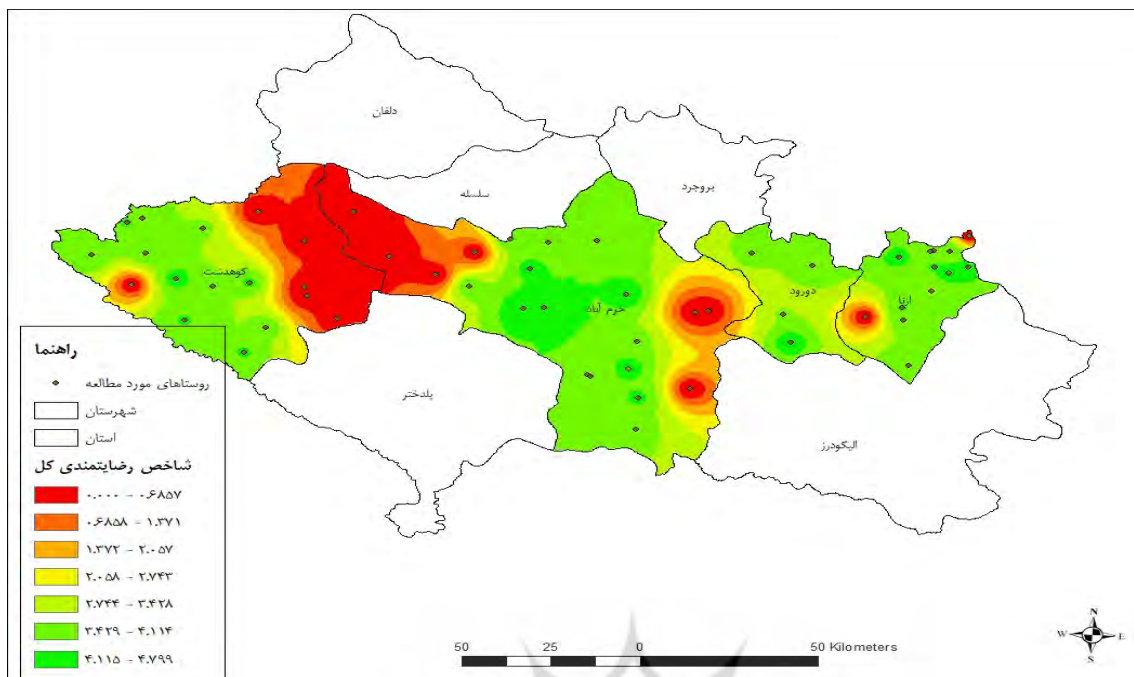 دلفان
سلسله
بروجرد
کوهدشت
خرم آباد
دورود
ازنا
پلدختر
الیگودرز
راهنما
روستاهای مورد مطالعه
شهرستان
استان
شاخص رضایتمندی کل
۰.۰۰۰ - ۰.۶۸۵۷
۰.۶۸۵۸ - ۱.۳۷۱
۱.۳۷۲ - ۲.۰۵۷
۲.۰۵۸ - ۲.۷۴۳
۲.۷۴۴ - ۳.۴۲۸
۳.۴۲۹ - ۴.۱۱۴
۴.۱۱۵ - ۴.۷۹۹
50 25 0 50 Kilometers
N
W E
S